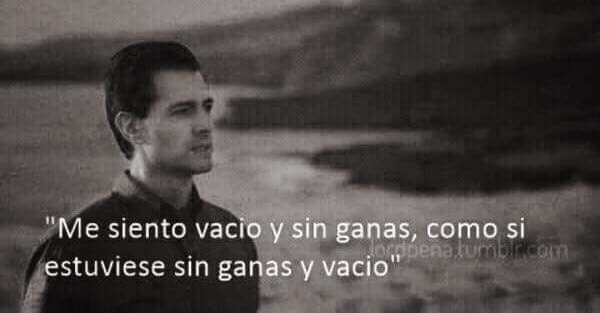 "Me siento vacio y sin ganas, como si
lordpena.tumblr.com
estuviese sin ganas y vacio"